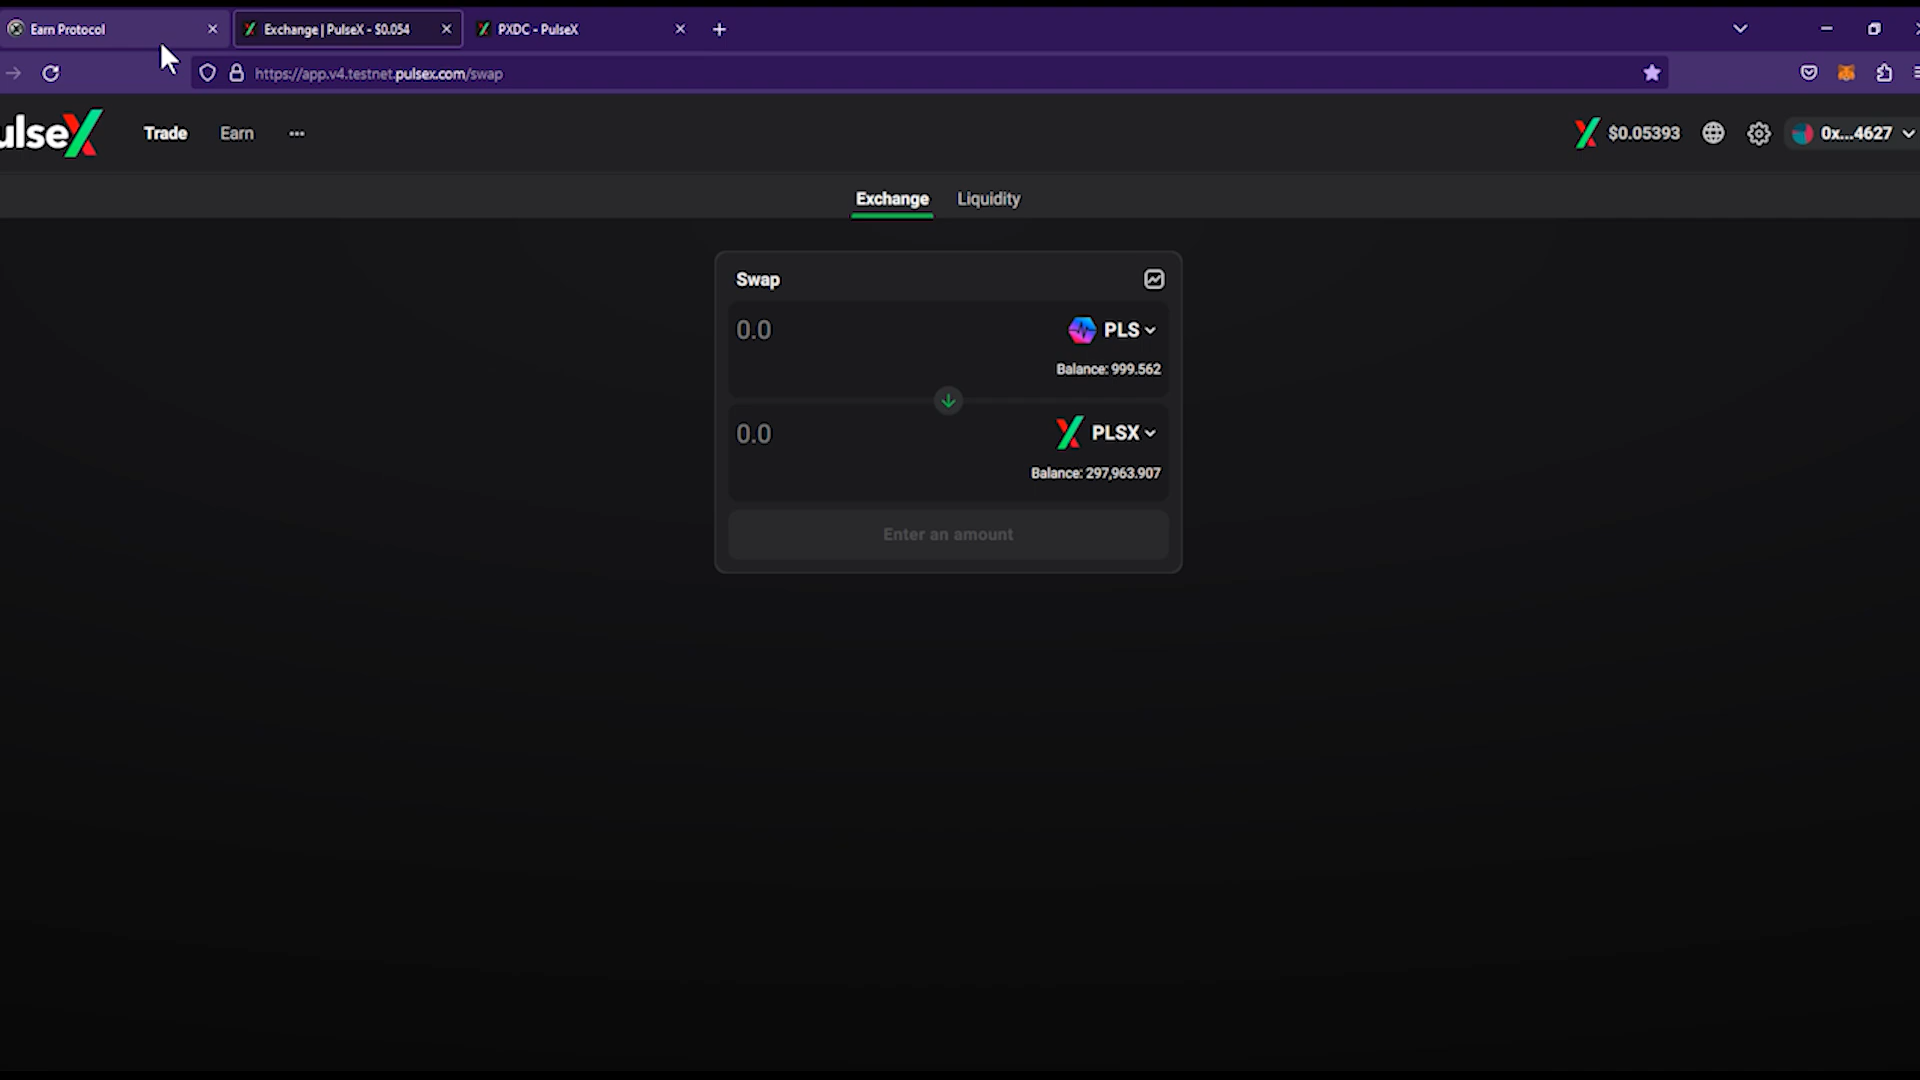 Earn Protocol
Exchange | PulseX - $0.054
PXDC - PulseX
https://app.v4.testnet.pulsex.com/swap
ulseX
Trade
Earn
$0.05393
0x...4627
Exchange
Liquidity
Swap
0.0
PLS
Balance: 999.562
0.0
PLSX
Balance: 297,963.907
Enter an amount